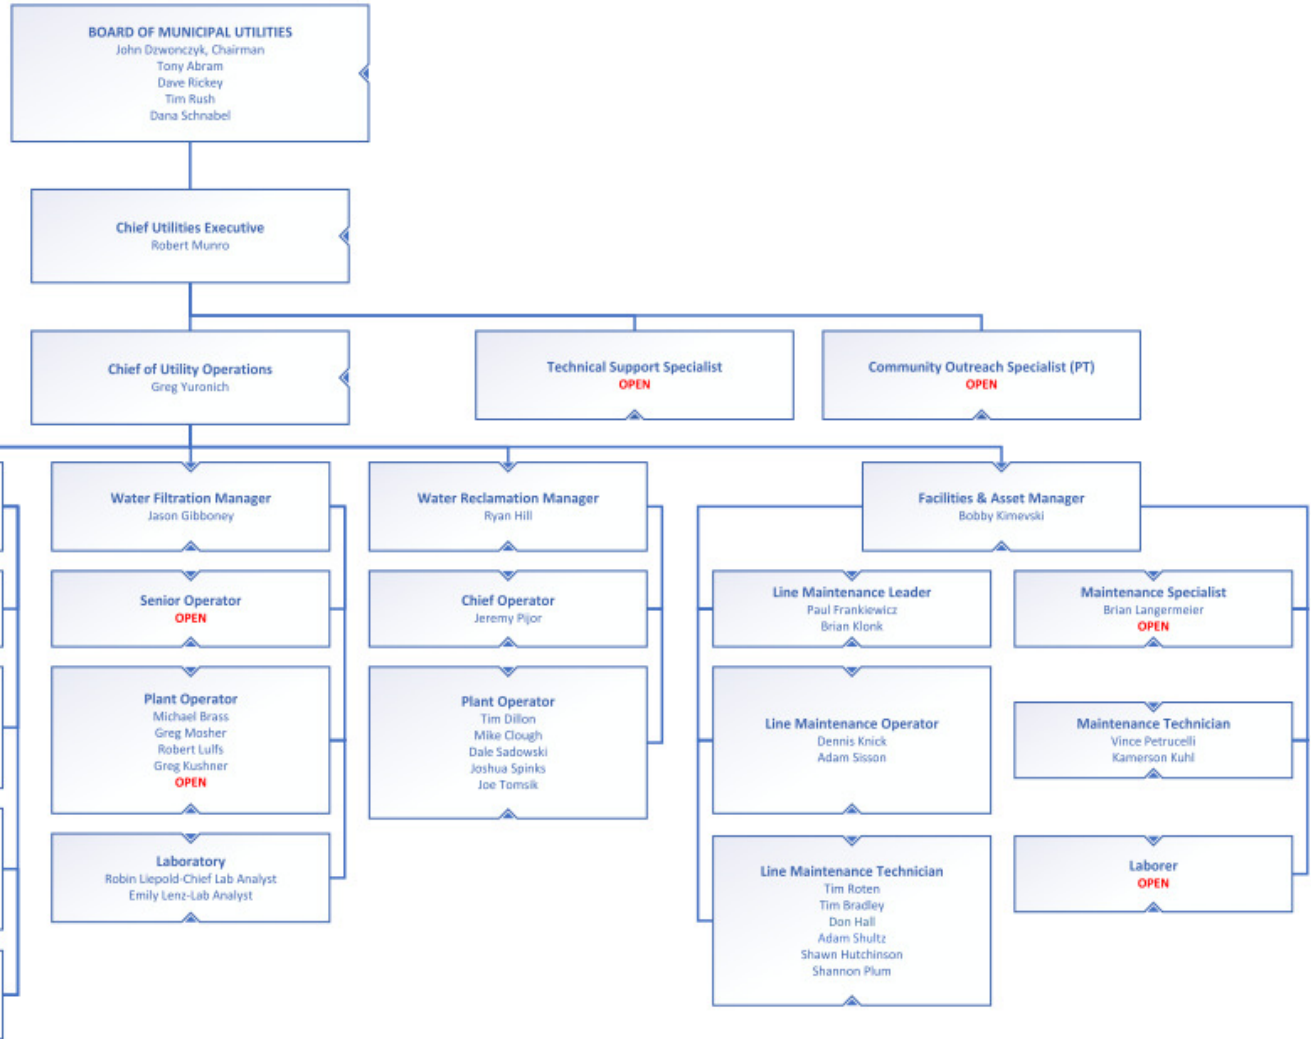 BOARD OF MUNICIPAL UTILITIES
John Dzwonczyk, Chairman
Tony Abram
Dave Rickey
Tim Rush
Dana Schnabel
Chief Utilities Executive
Robert Munro
Chief of Utility Operations
Greg Yuronich
Technical Support Specialist
OPEN
Community Outreach Specialist (PT)
OPEN
Water Filtration Manager
Jason Gibboney
Senior Operator
OPEN
Plant Operator
Michael Brass
Greg Mosher
Robert Lulfs
Greg Kushner
OPEN
Laboratory
Robin Liepold-Chief Lab Analyst
Emily Lenz-Lab Analyst
Water Reclamation Manager
Ryan Hill
Chief Operator
Jeremy Pijor
Plant Operator
Tim Dillon
Mike Clough
Dale Sadowski
Joshua Spinks
Joe Tomsik
Facilities & Asset Manager
Bobby Kimevski
Line Maintenance Leader
Paul Frankiewicz
Brian Klonk
Line Maintenance Operator
Dennis Knick
Adam Sisson
Line Maintenance Technician
Tim Roten
Tim Bradley
Don Hall
Adam Shultz
Shawn Hutchinson
Shannon Plum
Maintenance Specialist
Brian Langermeier
OPEN
Maintenance Technician
Vince Petrucelli
Kamerson Kuhl
Laborer
OPEN